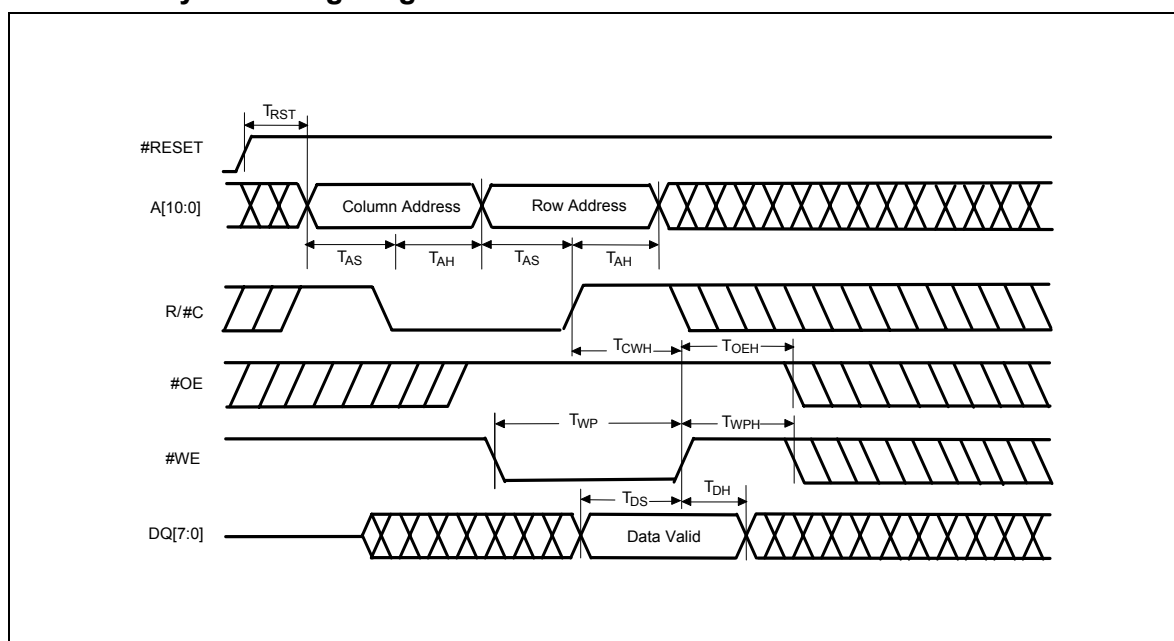 TRST
#RESET
A[10:0]
Column Address
Row Address
TAS
TAH
TAS
TAH
R/#C
TCWH
TOEH
#OE
TWP
TWPH
#WE
TDS
TDH
DQ[7:0]
Data Valid